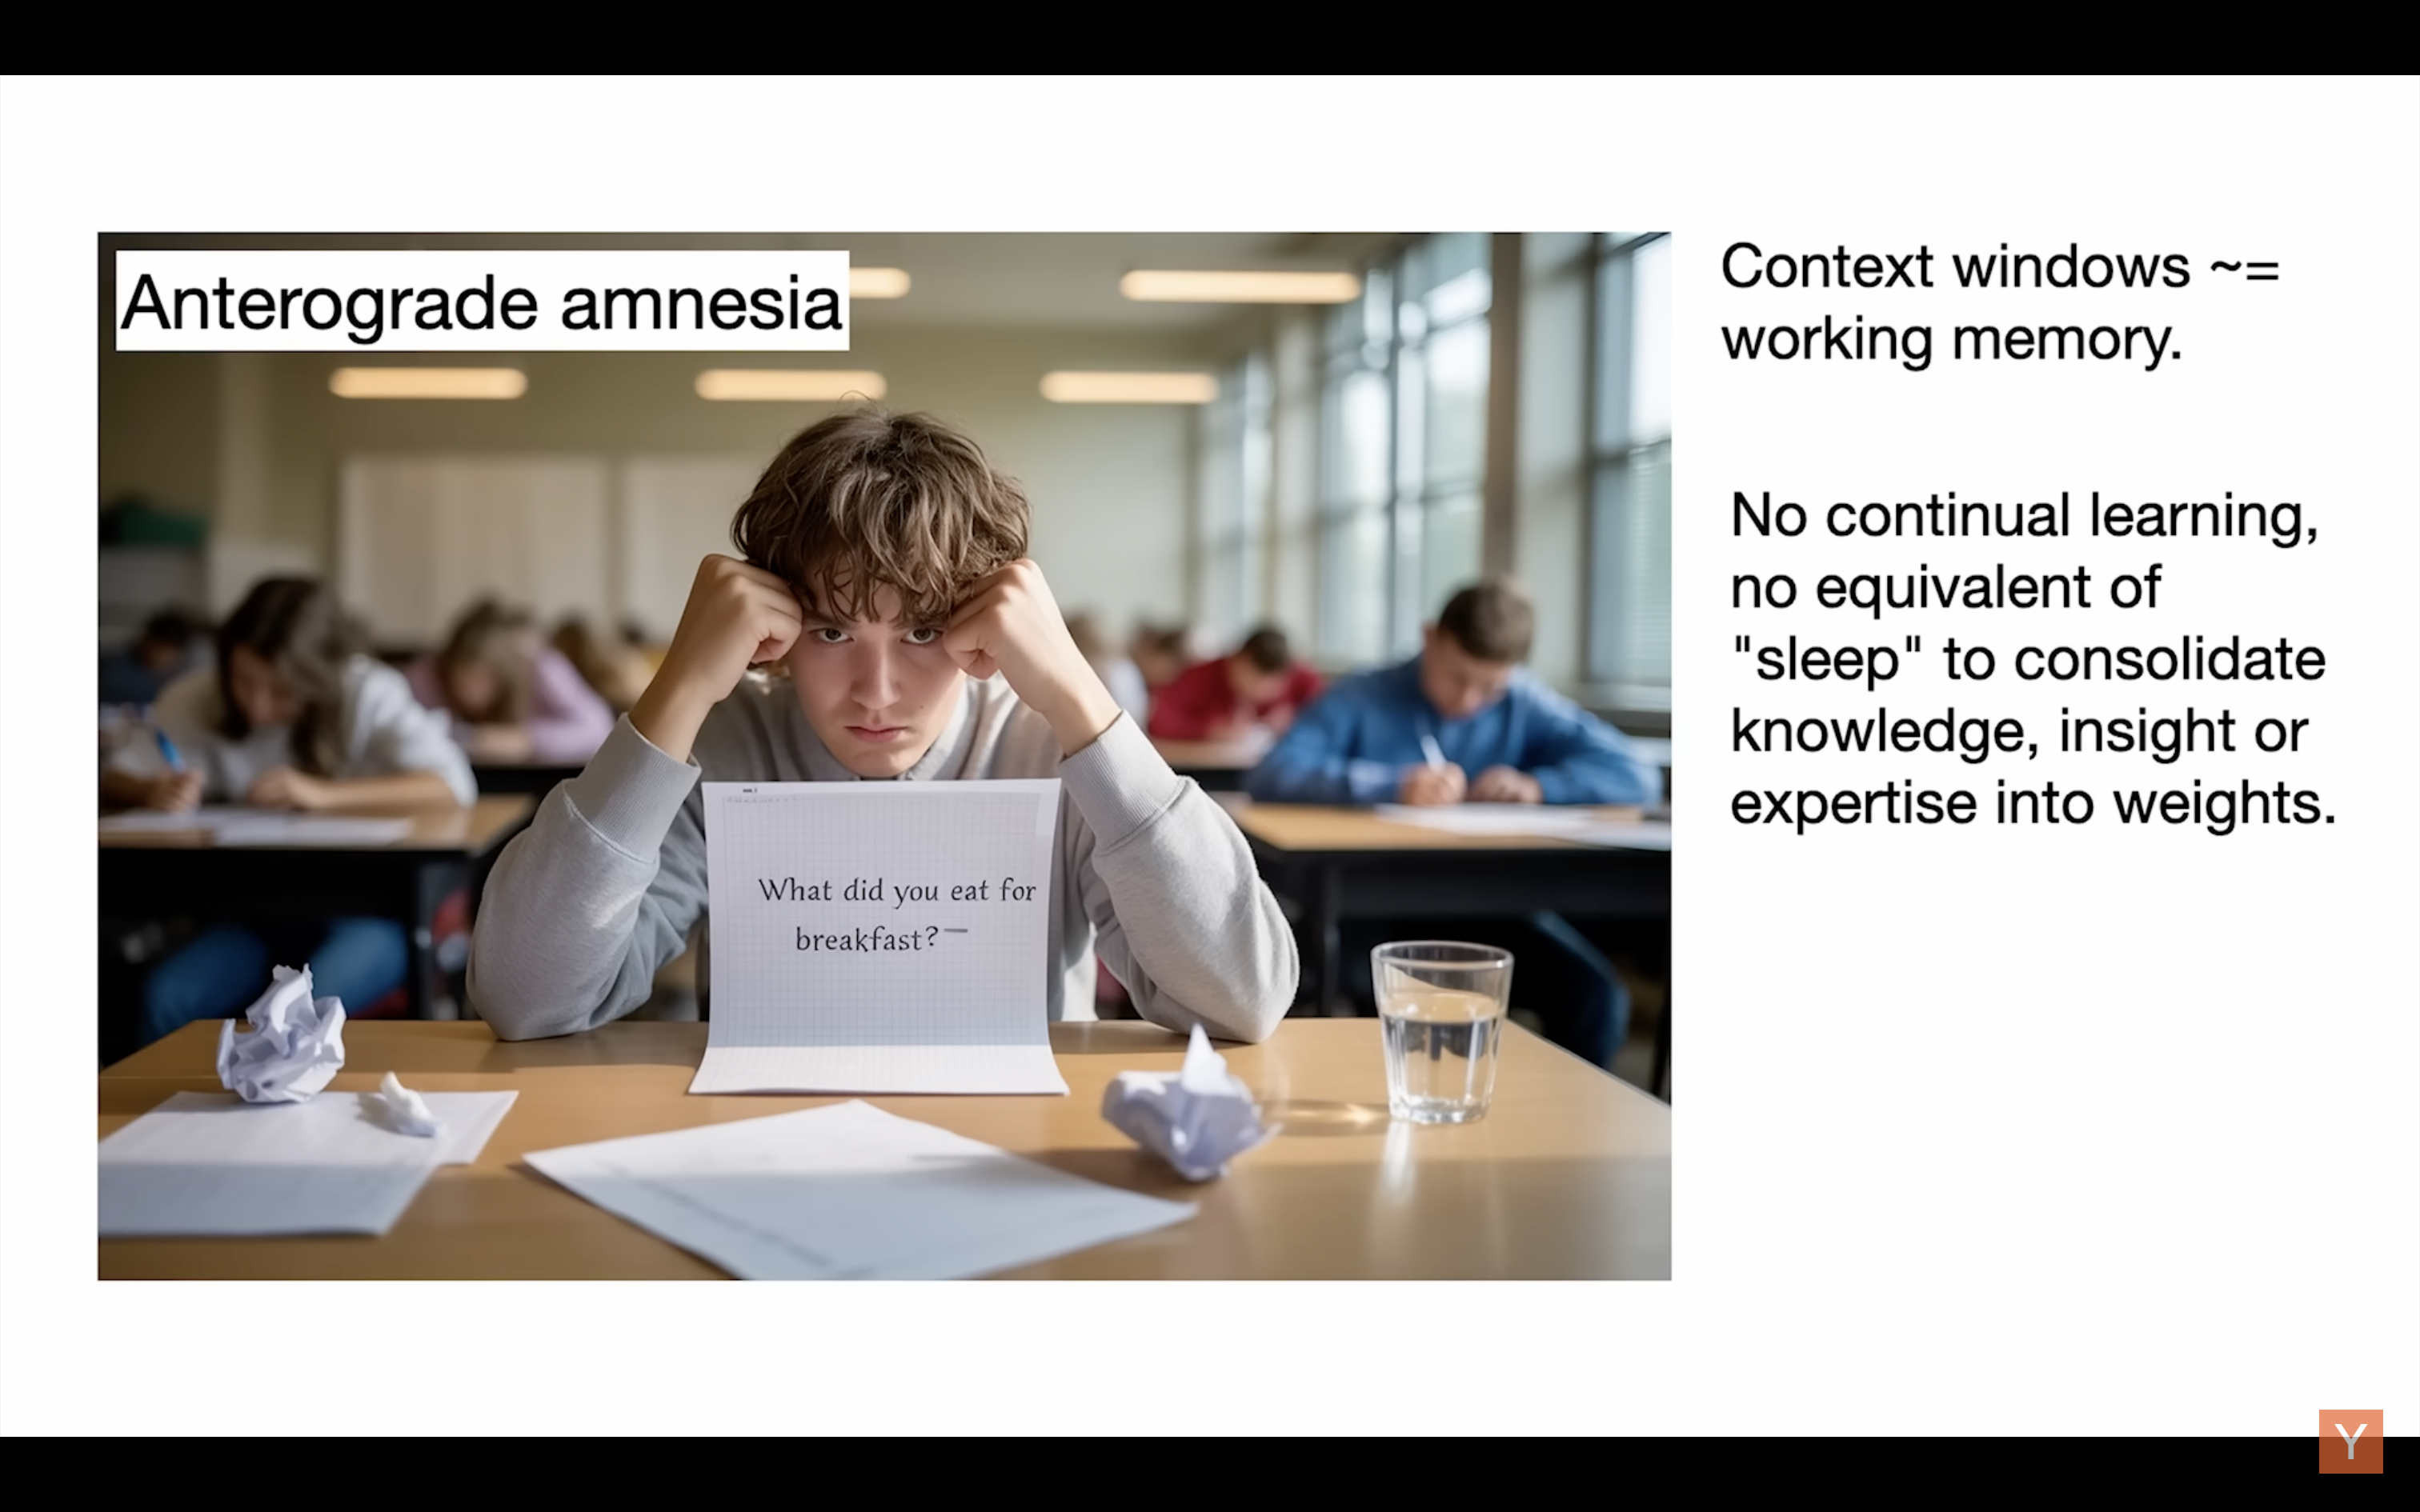 Anterograde amnesia
What did you eat for
breakfast?
Context windows ~=
working memory.
No continual learning,
no equivalent of
"sleep" to consolidate
knowledge, insight or
expertise into weights.
Y